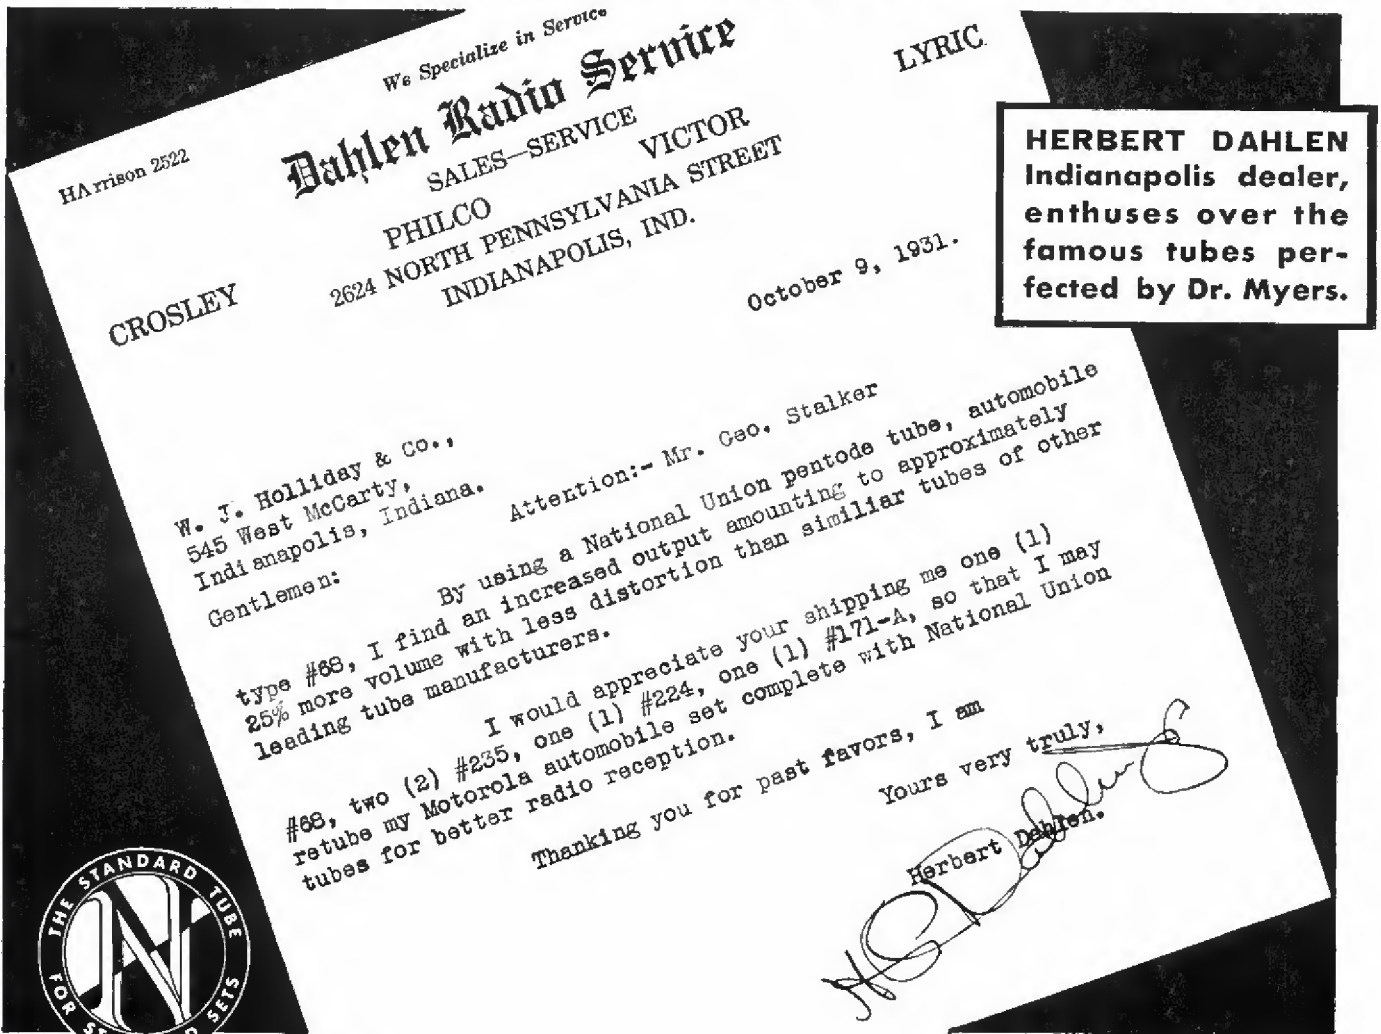 We Specialize in Service
Dahlen Radio Service
LYRIC
HArrison 2522
SALES—SERVICE
PHILCO VICTOR
2624 NORTH PENNSYLVANIA STREET
CROSLEY
INDIANAPOLIS, IND.
October 9, 1931.
HERBERT DAHLEN
Indianapolis dealer,
enthuses over the
famous tubes per-
fected by Dr. Myers.
W. J. Holliday & Co.,
545 West McCarty,
Indianapolis, Indiana.
Attention:- Mr. Geo. Stalker
Gentlemen:
By using a National Union pentode tube, automobile
type #68, I find an increased output amounting to approximately
25% more volume with less distortion than similiar tubes of other
leading tube manufacturers.
I would appreciate your shipping me one (1)
#68, two (2) #235, one (1) #224, one (1) #171-A, so that I may
retube my Motorola automobile set complete with National Union
tubes for better radio reception.
Thanking you for past favors, I am
Yours very truly,
Herbert Dahlen.
THE STANDARD TUBE
FOR SETS
N